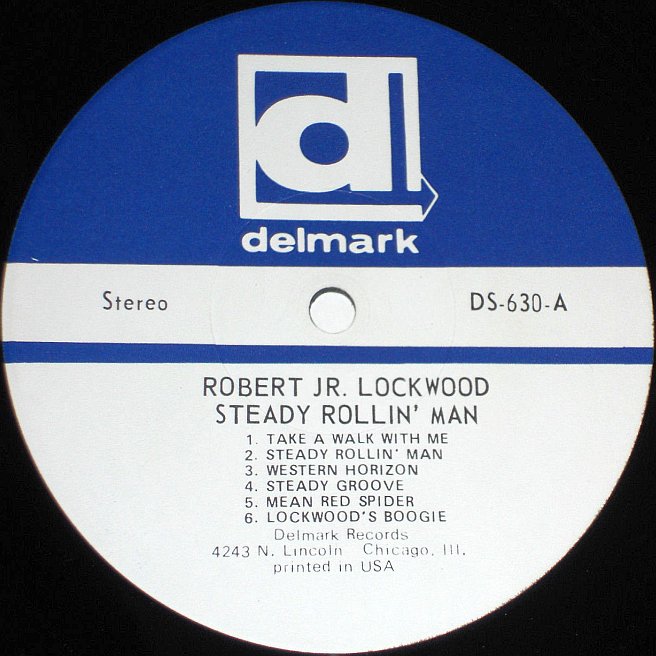 d
delmark
Stereo DS-630-A
ROBERT JR. LOCKWOOD
STEADY ROLLIN' MAN
1. TAKE A WALK WITH ME
2. STEADY ROLLIN' MAN
3. WESTERN HORIZON
4. STEADY GROOVE
5. MEAN RED SPIDER
6. LOCKWOOD'S BOOGIE
Delmark Records
4243 N. Lincoln Chicago, Ill.
printed in USA